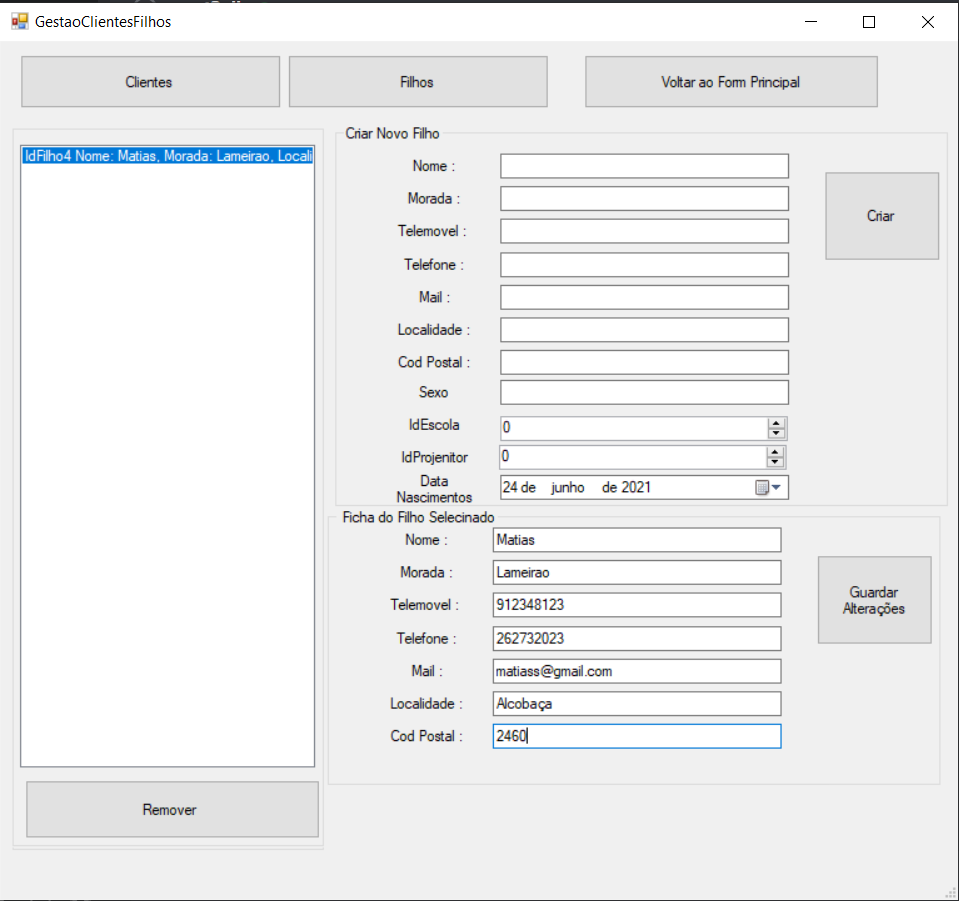 GestaoClientesFilhos
Clientes
Filhos
Voltar ao Form Principal
IdFilho4 Nome: Matias, Morada: Lameirao, Locali
Criar Novo Filho
Nome :
Morada :
Telemovel :
Telefone :
Mail :
Localidade :
Cod Postal :
Sexo
IdEscola 0
IdProjenitor 0
Data
Nascimentos
24 de junho de 2021
Criar
Ficha do Filho Selecinado
Nome : Matias
Morada : Lameirao
Telemovel : 912348123
Telefone : 262732023
Mail : matiass@gmail.com
Localidade : Alcobaça
Cod Postal : 2460
Guardar
Alterações
Remover